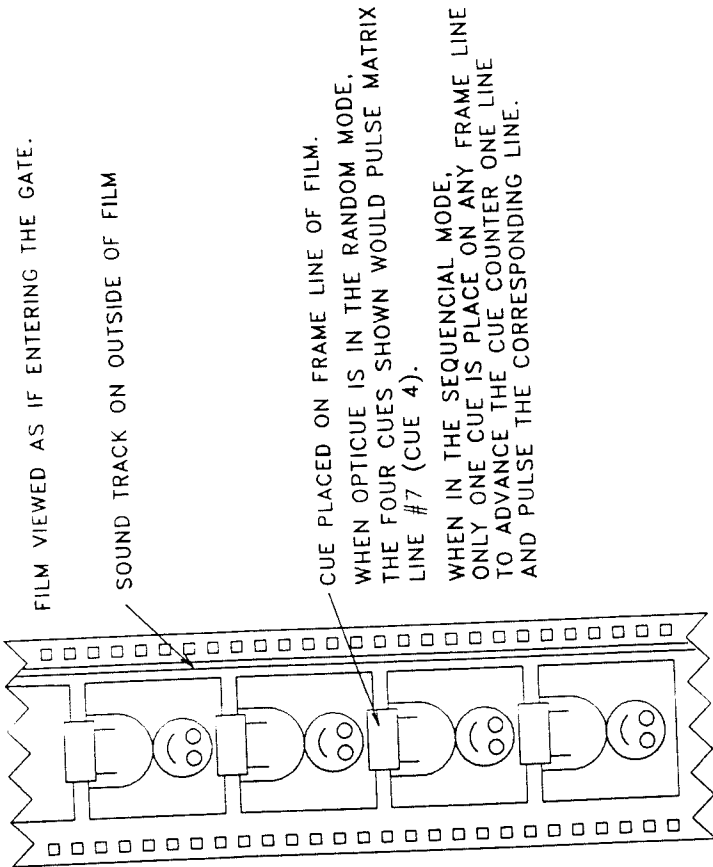 FILM VIEWED AS IF ENTERING THE GATE.
SOUND TRACK ON OUTSIDE OF FILM
CUE PLACED ON FRAME LINE OF FILM.
WHEN OPTICUE IS IN THE RANDOM MODE,
THE FOUR CUES SHOWN WOULD PULSE MATRIX
LINE #7 (CUE 4).
WHEN IN THE SEQUENCIAL MODE,
ONLY ONE CUE IS PLACE ON ANY FRAME LINE
TO ADVANCE THE CUE COUNTER ONE LINE
AND PULSE THE CORRESPONDING LINE.